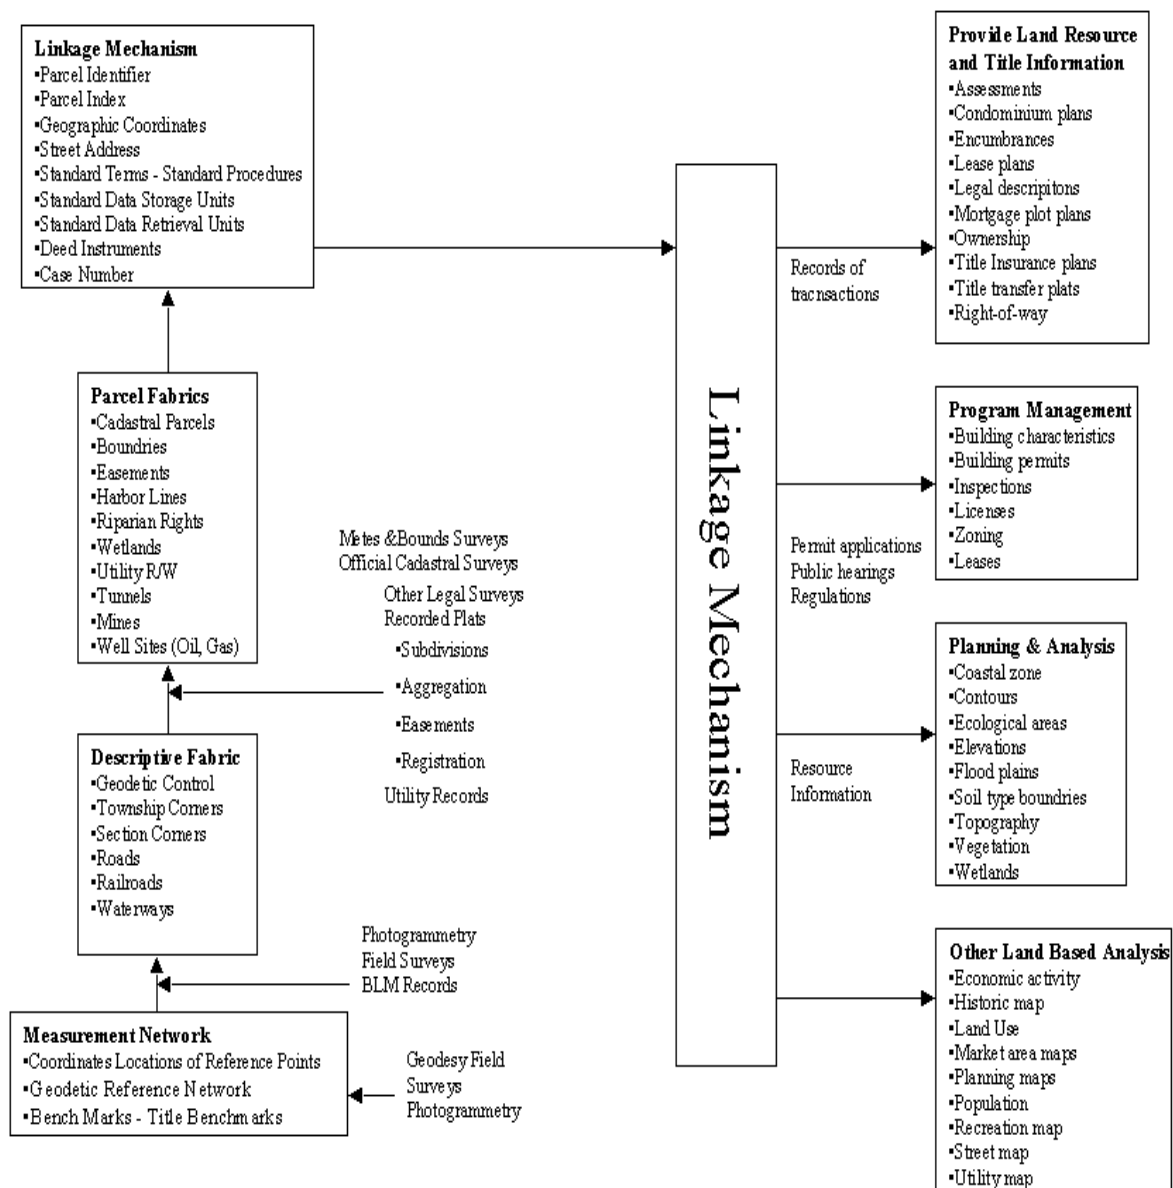 Linkage Mechanism
▪Parcel Identifier
▪Parcel Index
▪Geographic Coordinates
▪Street Address
▪Standard Terms - Standard Procedures
▪Standard Data Storage Units
▪Standard Data Retrieval Units
▪Deed Instruments
▪Case Number
Parcel Fabrics
▪Cadastral Parcels
▪Boundries
▪Easements
▪Harbor Lines
▪Riparian Rights
▪Wetlands
▪Utility R/W
▪Tunnels
▪Mines
▪Well Sites (Oil, Gas)
Metes &Bounds Surveys
Official Cadastral Surveys
Other Legal Surveys
Recorded Plats
▪Subdivisions
▪Aggregation
▪Easements
▪Registration
Utility Records
Descriptive Fabric
▪Geodetic Control
▪Township Corners
▪Section Corners
▪Roads
▪Railroads
▪Waterways
Photogrammetry
Field Surveys
BLM Records
Measurement Network
▪Coordinates Locations of Reference Points
▪Geodetic Reference Network
▪Bench Marks - Title Benchmarks
Geodesy Field
Surveys
Photogrammetry
Linkage Mechanism
Records of
tracnsactions
Provide Land Resource
and Title Information
▪Assessments
▪Condominium plans
▪Encumbrances
▪Lease plans
▪Legal descripitons
▪Mortgage plot plans
▪Ownership
▪Title Insurance plans
▪Title transfer plats
▪Right-of-way
Permit applications
Public hearings
Regulations
Program Management
▪Building characteristics
▪Building permits
▪Inspections
▪Licenses
▪Zoning
▪Leases
Resource
Information
Planning & Analysis
▪Coastal zone
▪Contours
▪Ecological areas
▪Elevations
▪Flood plains
▪Soil type boundries
▪Topography
▪Vegetation
▪Wetlands
Other Land Based Analysis
▪Economic activity
▪Historic map
▪Land Use
▪Market area maps
▪Planning maps
▪Population
▪Recreation map
▪Street map
▪Utility map